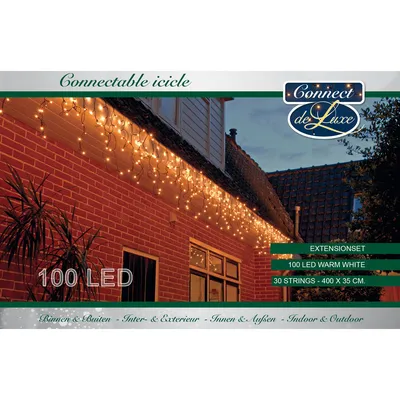 Connectable icicle
Connect
de Luxe
EXTENSIONSET
100 LED WARM WHITE
30 STRINGS - 400 X 35 CM.
100 LED
Binnen & Buiten - Inter- & Exterieur - Innen & Außen - Indoor & Outdoor